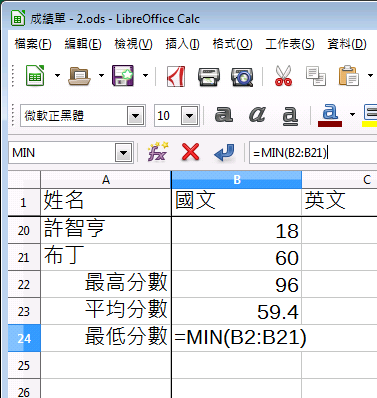 成績單 - 2.ods - LibreOffice Calc
檔案(F) 編輯(E) 檢視(V) 插入(I) 格式(O) 工作表(S) 資料(D)
微軟正黑體 10 a a a a
MIN =MIN(B2:B21)
A B C
1 姓名 國文 英文
20 許智亨 18
21 布丁 60
22 最高分數 96
23 平均分數 59.4
24 最低分數 =MIN(B2:B21)
25
26